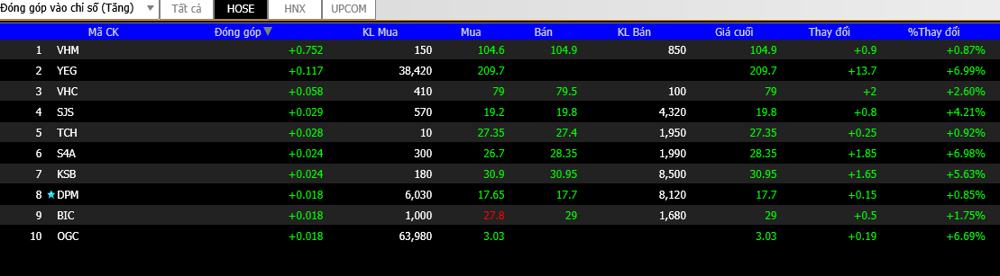 Đóng góp vào chỉ số (Tăng) Tất cả HOSE HNX UPCOM
Mã CK Đóng góp KL Mua Mua Bán KL Bán Giá cuối Thay đổi %Thay đổi
1 VHM +0.752 150 104.6 104.9 850 104.9 +0.9 +0.87%
2 YEG +0.117 38,420 209.7 209.7 +13.7 +6.99%
3 VHC +0.058 410 79 79.5 100 79 +2 +2.60%
4 SJS +0.029 570 19.2 19.8 4,320 19.8 +0.8 +4.21%
5 TCH +0.028 10 27.35 27.4 1,950 27.35 +0.25 +0.92%
6 S4A +0.024 300 26.7 28.35 1,990 28.35 +1.85 +6.98%
7 KSB +0.024 180 30.9 30.95 8,500 30.95 +1.65 +5.63%
8 DPM +0.018 6,030 17.65 17.7 8,120 17.7 +0.15 +0.85%
9 BIC +0.018 1,000 27.8 29 1,680 29 +0.5 +1.75%
10 OGC +0.018 63,980 3.03 3.03 +0.19 +6.69%